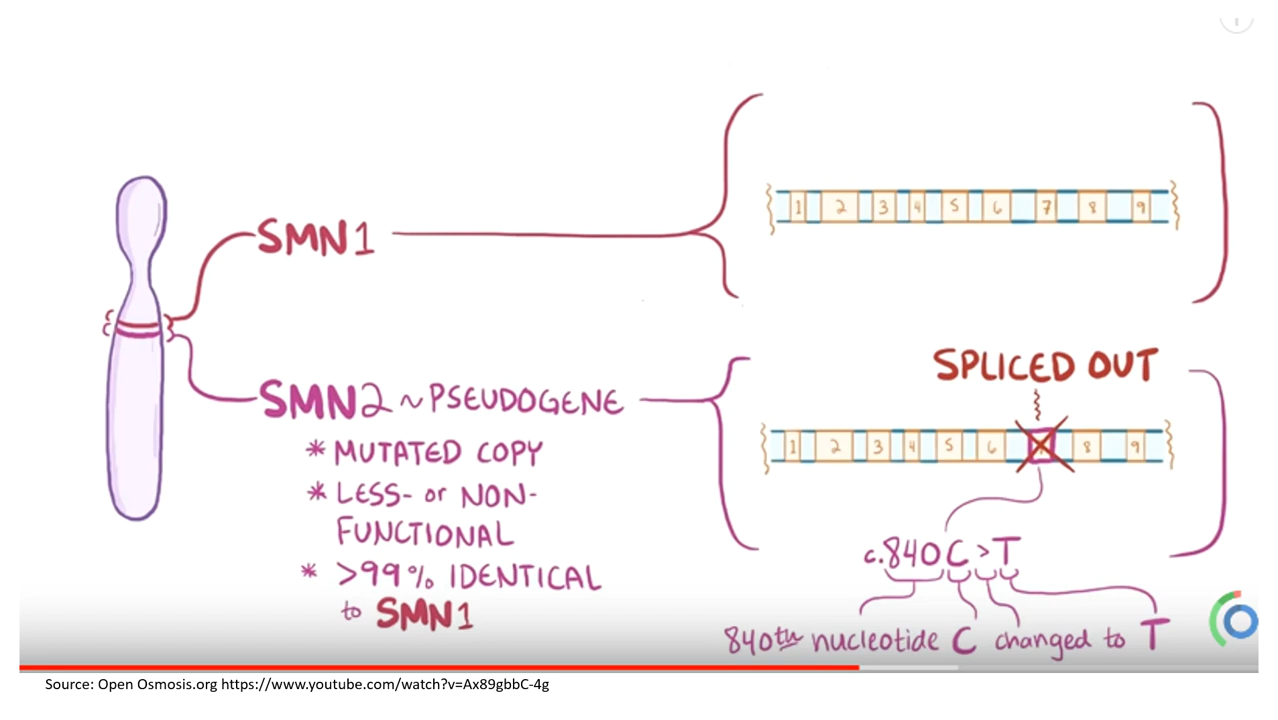 SMN1
1 2 3 4 5 6 7 8 9
SPLICED OUT
SMN2 ~ PSEUDOGENE
1 2 3 4 5 6 8 9
* MUTATED COPY
* LESS- or NON-
FUNCTIONAL
* >99% IDENTICAL
to SMN1
c.840C>T
840th nucleotide C changed to T
Source: Open Osmosis.org https://www.youtube.com/watch?v=Ax89gbbC-4g